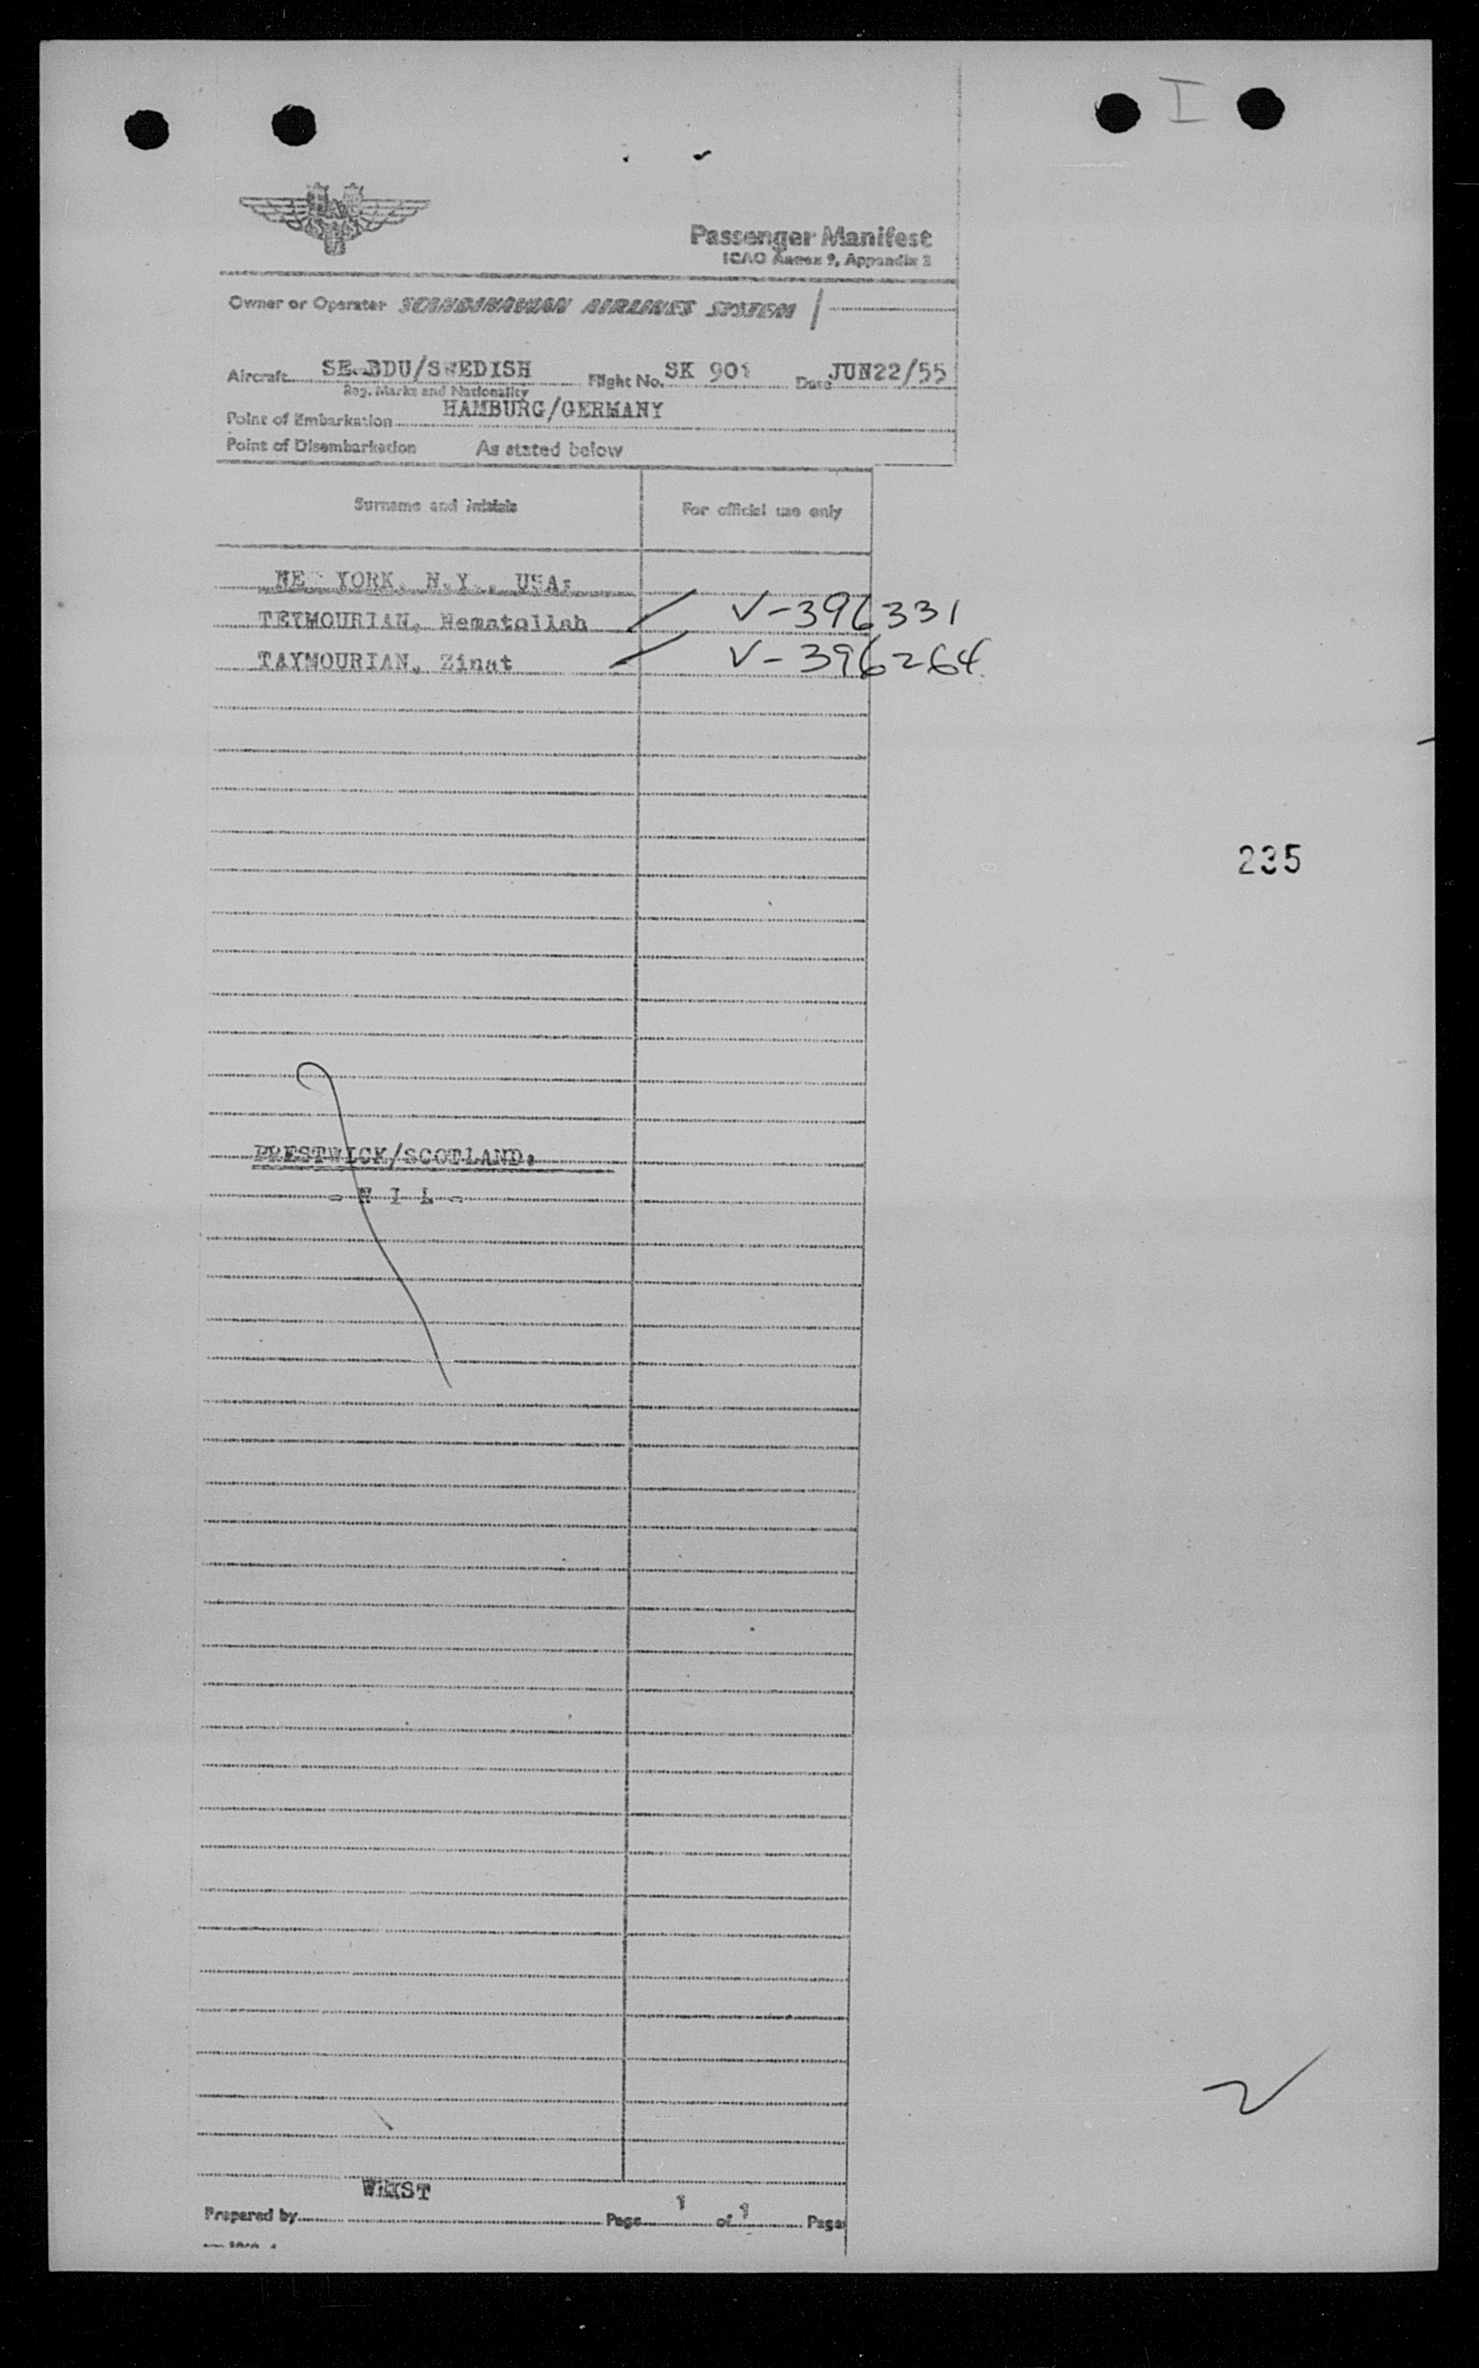 I
Passenger Manifest
ICAO Annex 9, Appendix 2
Owner or Operator SCANDINAVIAN AIRLINES SYSTEM
Aircraft SE-BDU/SWEDISH Flight No. SK 901 Date JUN22/55
Reg. Marks and Nationality
Point of Embarkation HAMBURG/GERMANY
Point of Disembarkation As stated below
Surname and Initials For official use only
NE YORK, N.Y., USA:
TEYMOURIAN, Nematollah V-396331
TAYMOURIAN, Zinat V-396264
235
PRESTWICK/SCOTLAND:
- N I L -
Prepared by Page 1 of 1 Pages